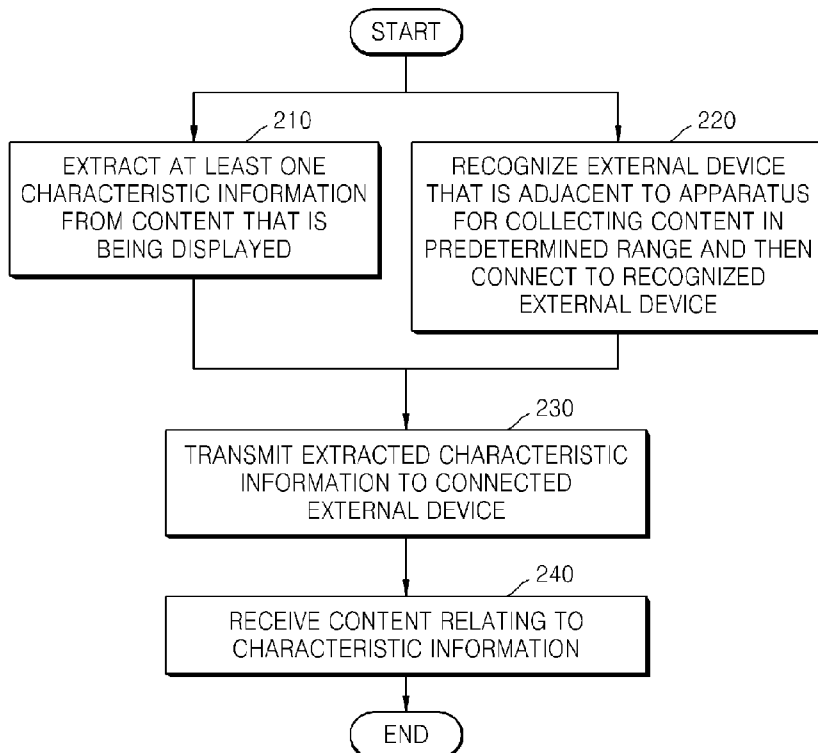 START
210
EXTRACT AT LEAST ONE
CHARACTERISTIC INFORMATION
FROM CONTENT THAT IS
BEING DISPLAYED
220
RECOGNIZE EXTERNAL DEVICE
THAT IS ADJACENT TO APPARATUS
FOR COLLECTING CONTENT IN
PREDETERMINED RANGE AND THEN
CONNECT TO RECOGNIZED
EXTERNAL DEVICE
230
TRANSMIT EXTRACTED CHARACTERISTIC
INFORMATION TO CONNECTED
EXTERNAL DEVICE
240
RECEIVE CONTENT RELATING TO
CHARACTERISTIC INFORMATION
END